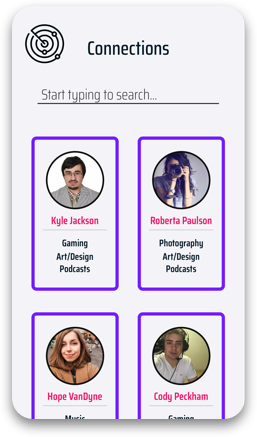 Connections
Start typing to search...
Kyle Jackson
Roberta Paulson
Gaming
Art/Design
Podcasts
Photography
Art/Design
Podcasts
Hope VanDyne
Cody Peckham
Music
Gaming